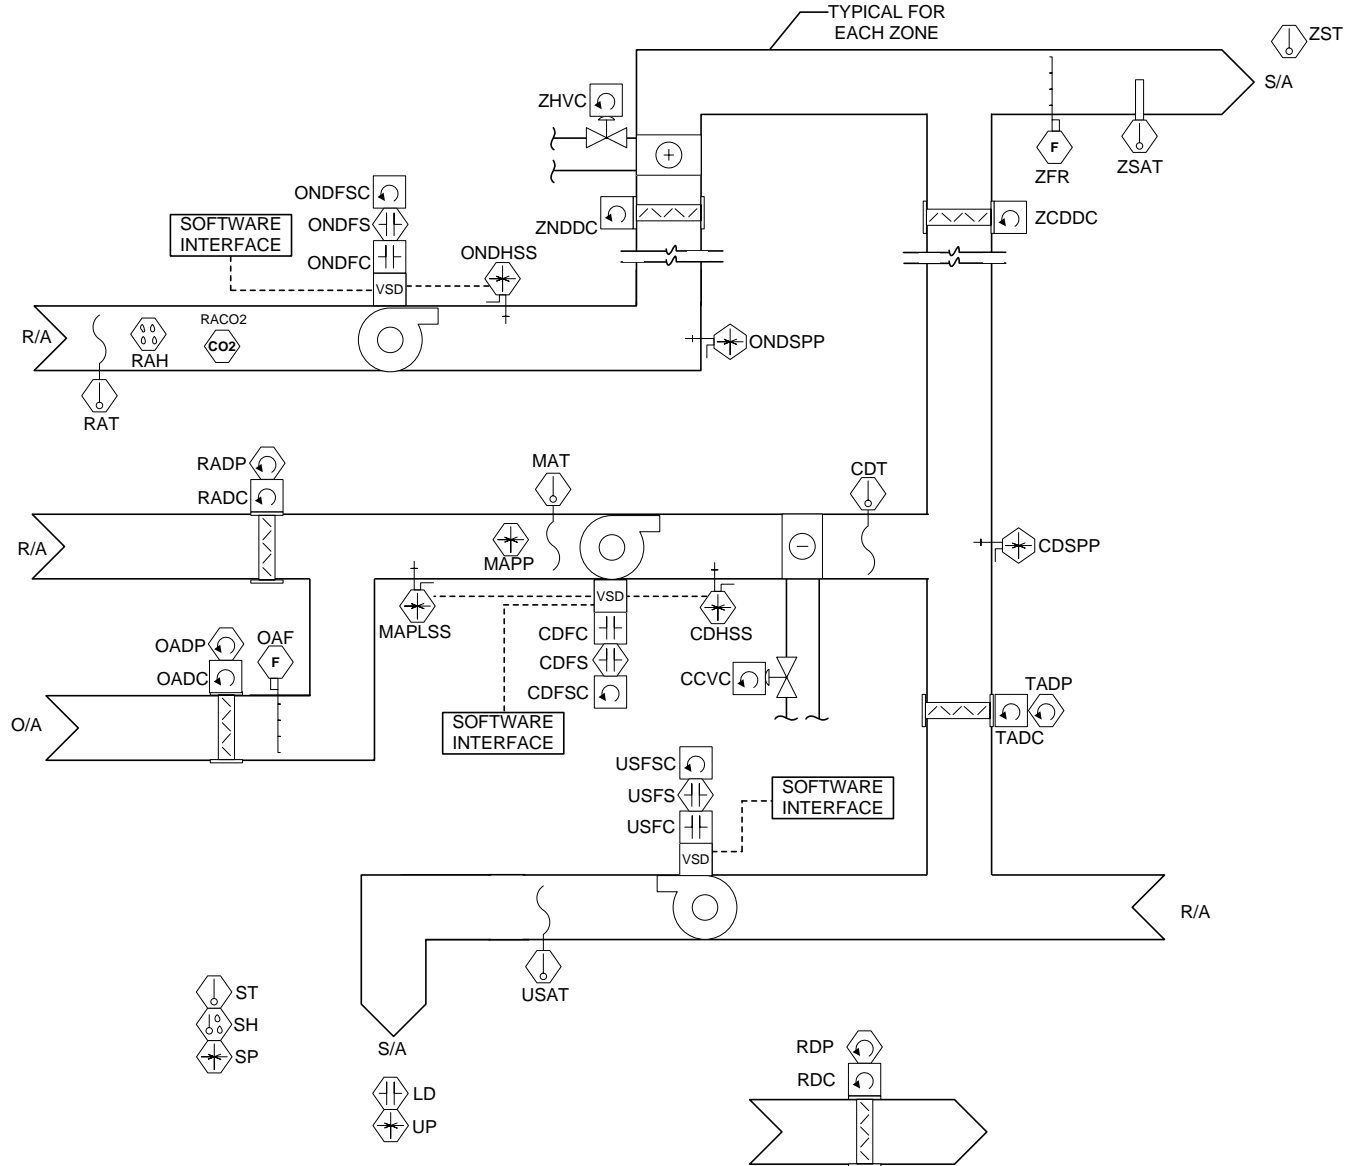 TYPICAL FOR
EACH ZONE
ZST
S/A
ZHVC
F
ZFR
ZSAT
ONDFSC
ONDFS
ONDFC
SOFTWARE
INTERFACE
VSD
ONDHSS
ZNDDC
ZCDDC
R/A
RAH
RACO2
CO2
RAT
ONDSPP
RADP
RADC
MAT
CDT
R/A
MAPP
CDSPP
MAPLSS
VSD
CDHSS
CDFC
CDFS
CDFSC
CCVC
OADP
OADC
OAF
F
O/A
SOFTWARE
INTERFACE
TADP
TADC
USFSC
USFS
USFC
VSD
SOFTWARE
INTERFACE
R/A
USAT
ST
SH
SP
S/A
LD
UP
RDP
RDC